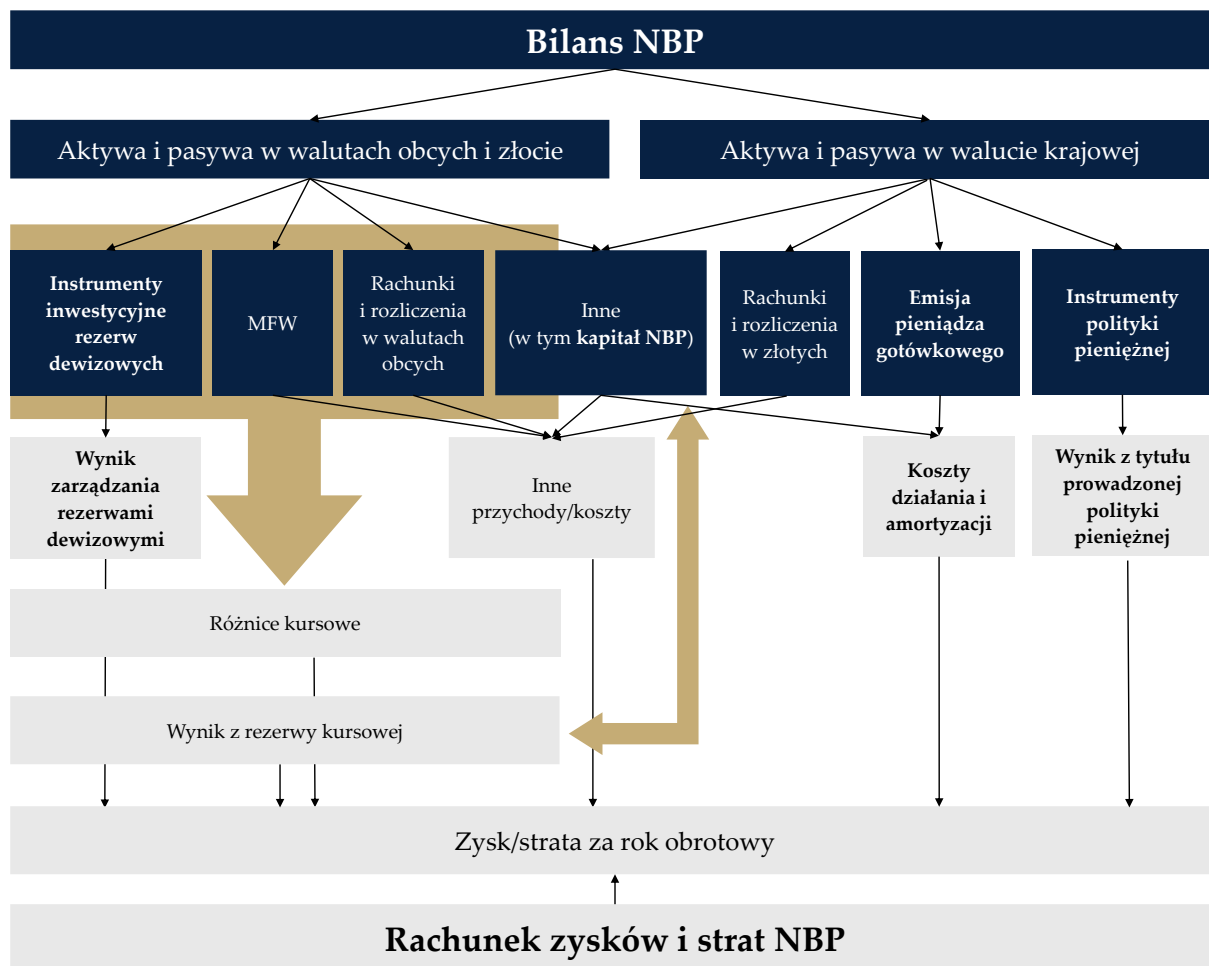 Bilans NBP
Aktywa i pasywa w walutach obcych i złocie
Aktywa i pasywa w walucie krajowej
Instrumenty
inwestycyjne
rezerw
dewizowych
MFW
Rachunki
i rozliczenia
w walutach
obcych
Inne
(w tym kapitał NBP)
Rachunki
i rozliczenia
w złotych
Emisja
pieniądza
gotówkowego
Instrumenty
polityki
pieniężnej
Wynik
zarządzania
rezerwami
dewizowymi
Inne
przychody/koszty
Koszty
działania i
amortyzacji
Wynik z tytułu
prowadzonej
polityki
pieniężnej
Różnice kursowe
Wynik z rezerwy kursowej
Zysk/strata za rok obrotowy
Rachunek zysków i strat NBP